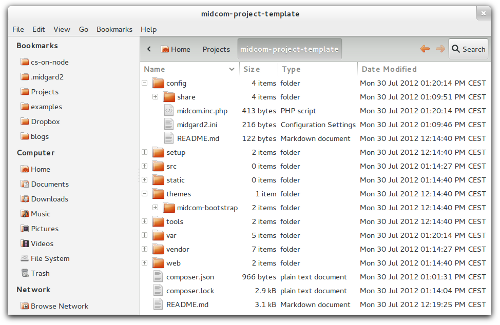 midcom-project-template
File Edit View Go Bookmarks Help
Bookmarks
cs-on-node
.midgard2
Projects
examples
Dropbox
blogs
Computer
Home
Documents
Downloads
Music
Pictures
Videos
File System
Trash
Network
Browse Network
Home Projects midcom-project-template Search
Name Size Type Date Modified
config 4 items folder Mon 30 Jul 2012 01:20:14 PM CEST
share 4 items folder Mon 30 Jul 2012 01:09:51 PM CEST
midcom.inc.php 413 bytes PHP script Mon 30 Jul 2012 01:20:14 PM CEST
midgard2.ini 216 bytes Configuration Settings Mon 30 Jul 2012 01:09:46 PM CEST
README.md 122 bytes Markdown document Mon 30 Jul 2012 12:14:40 PM CEST
setup 2 items folder Mon 30 Jul 2012 12:14:40 PM CEST
src 0 items folder Mon 30 Jul 2012 01:14:27 PM CEST
static 0 items folder Mon 30 Jul 2012 01:14:40 PM CEST
themes 1 item folder Mon 30 Jul 2012 12:14:40 PM CEST
midcom-bootstrap 2 items folder Mon 30 Jul 2012 12:14:40 PM CEST
tools 2 items folder Mon 30 Jul 2012 12:14:40 PM CEST
var 5 items folder Mon 30 Jul 2012 01:20:14 PM CEST
vendor 7 items folder Mon 30 Jul 2012 01:14:27 PM CEST
web 2 items folder Mon 30 Jul 2012 01:14:40 PM CEST
composer.json 966 bytes plain text document Mon 30 Jul 2012 01:01:31 PM CEST
composer.lock 2.9 kB plain text document Mon 30 Jul 2012 01:14:04 PM CEST
README.md 3.1 kB Markdown document Mon 30 Jul 2012 12:19:25 PM CEST